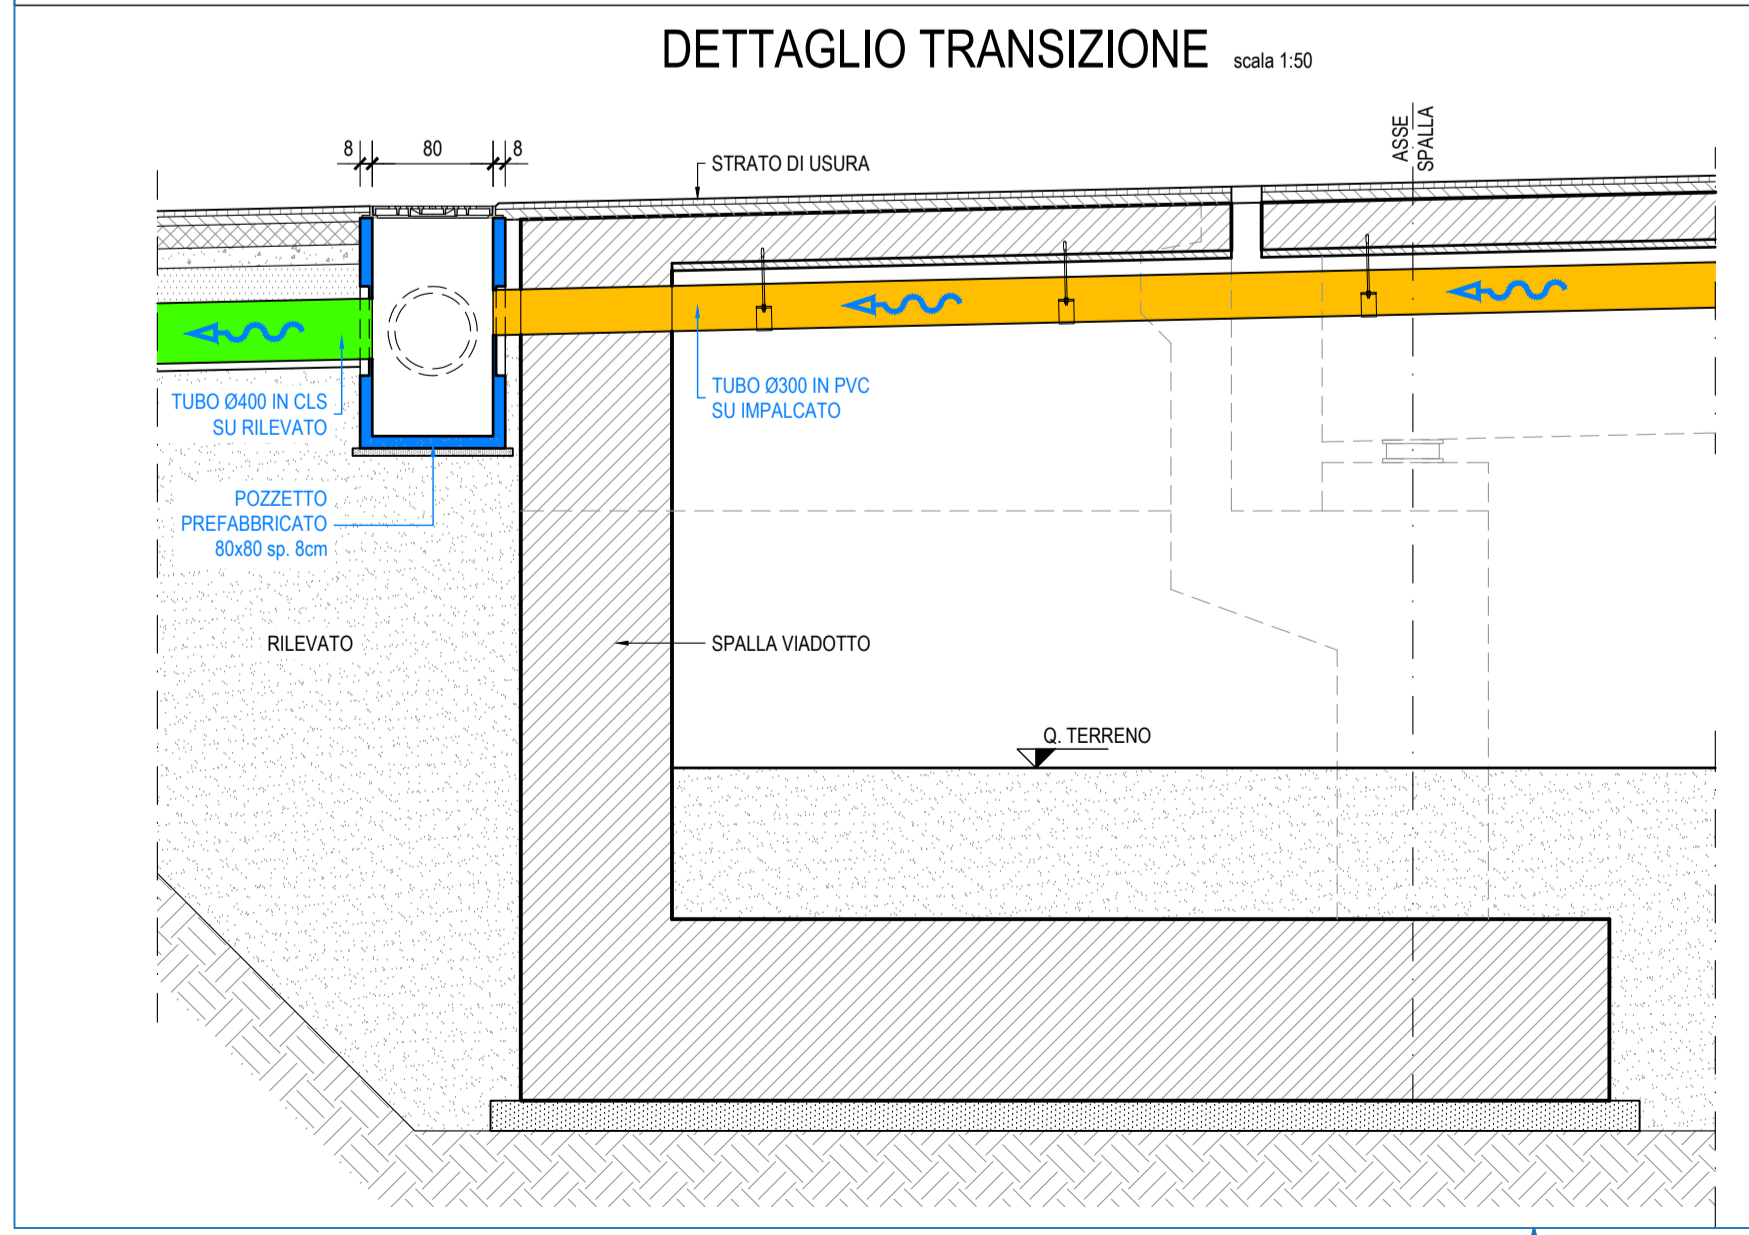 DETTAGLIO TRANSIZIONE scala 1:50
8 80 8
STRATO DI USURA
ASSE
SPALLA
TUBO Ø400 IN CLS
SU RILEVATO
TUBO Ø300 IN PVC
SU IMPALCATO
POZZETTO
PREFABBRICATO
80x80 sp. 8cm
RILEVATO
SPALLA VIADOTTO
Q. TERRENO